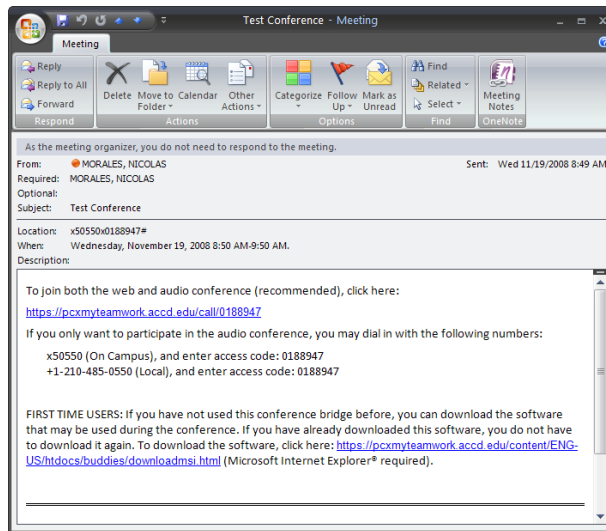 Test Conference - Meeting
Meeting
Reply
Reply to All
Forward
Respond
Delete Move to Folder Calendar Other Actions
Actions
Categorize Follow Up Mark as Unread
Options
Find
Related
Select
Find
Meeting Notes
OneNote
As the meeting organizer, you do not need to respond to the meeting.
From: MORALES, NICOLAS Sent: Wed 11/19/2008 8:49 AM
Required: MORALES, NICOLAS
Optional:
Subject: Test Conference
Location: x50550x0188947#
When: Wednesday, November 19, 2008 8:50 AM-9:50 AM.
Description:
To join both the web and audio conference (recommended), click here:
https://pcxmyteamwork.accd.edu/call/0188947
If you only want to participate in the audio conference, you may dial in with the following numbers:
x50550 (On Campus), and enter access code: 0188947
+1-210-485-0550 (Local), and enter access code: 0188947
FIRST TIME USERS: If you have not used this conference bridge before, you can download the software
that may be used during the conference. If you have already downloaded this software, you do not have
to download it again. To download the software, click here: https://pcxmyteamwork.accd.edu/content/ENG-
US/htdocs/buddies/downloadmsi.html (Microsoft Internet Explorer® required).